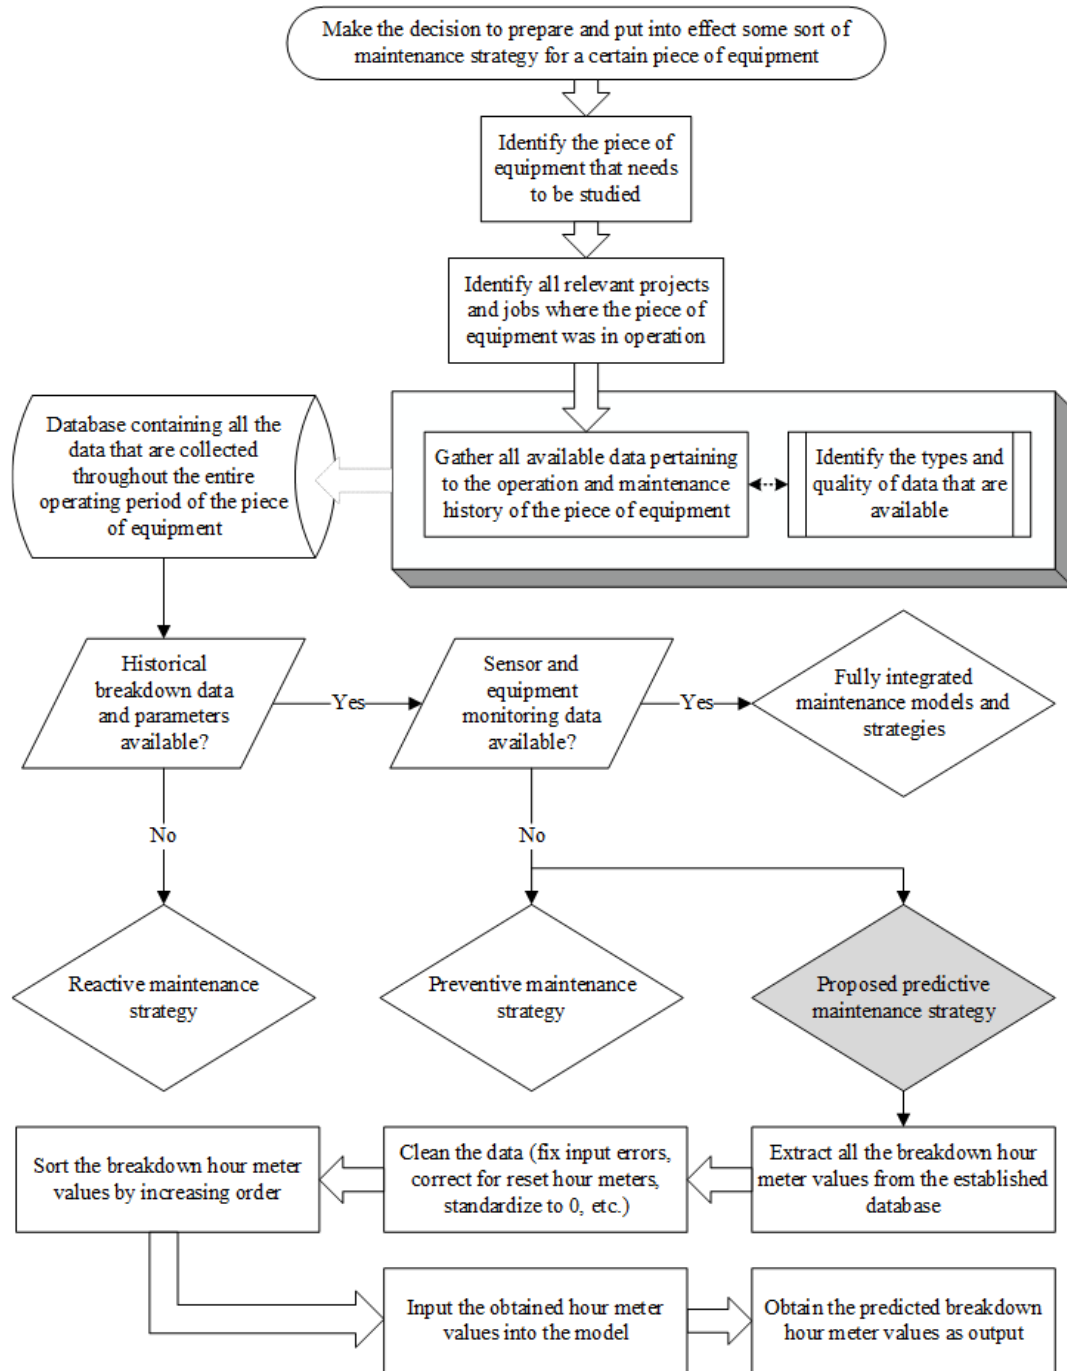 Make the decision to prepare and put into effect some sort of
maintenance strategy for a certain piece of equipment
Identify the piece of
equipment that needs
to be studied
Identify all relevant projects
and jobs where the piece of
equipment was in operation
Database containing all the
data that are collected
throughout the entire
operating period of the piece
of equipment
Gather all available data pertaining
to the operation and maintenance
history of the piece of equipment
Identify the types and
quality of data that are
available
Historical
breakdown data
and parameters
available?
Yes
Sensor and
equipment
monitoring data
available?
Yes
Fully integrated
maintenance models and
strategies
No
No
Reactive maintenance
strategy
Preventive maintenance
strategy
Proposed predictive
maintenance strategy
Extract all the breakdown hour
meter values from the established
database
Clean the data (fix input errors,
correct for reset hour meters,
standardize to 0, etc.)
Sort the breakdown hour meter
values by increasing order
Input the obtained hour meter
values into the model
Obtain the predicted breakdown
hour meter values as output